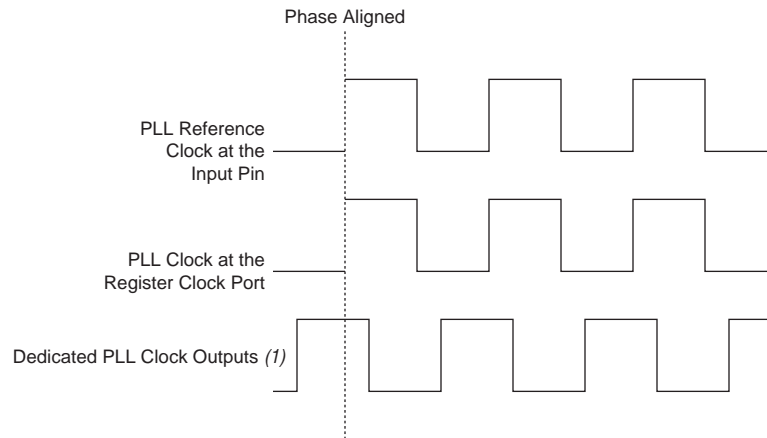 Phase Aligned
PLL Reference
Clock at the
Input Pin
PLL Clock at the
Register Clock Port
Dedicated PLL Clock Outputs (1)